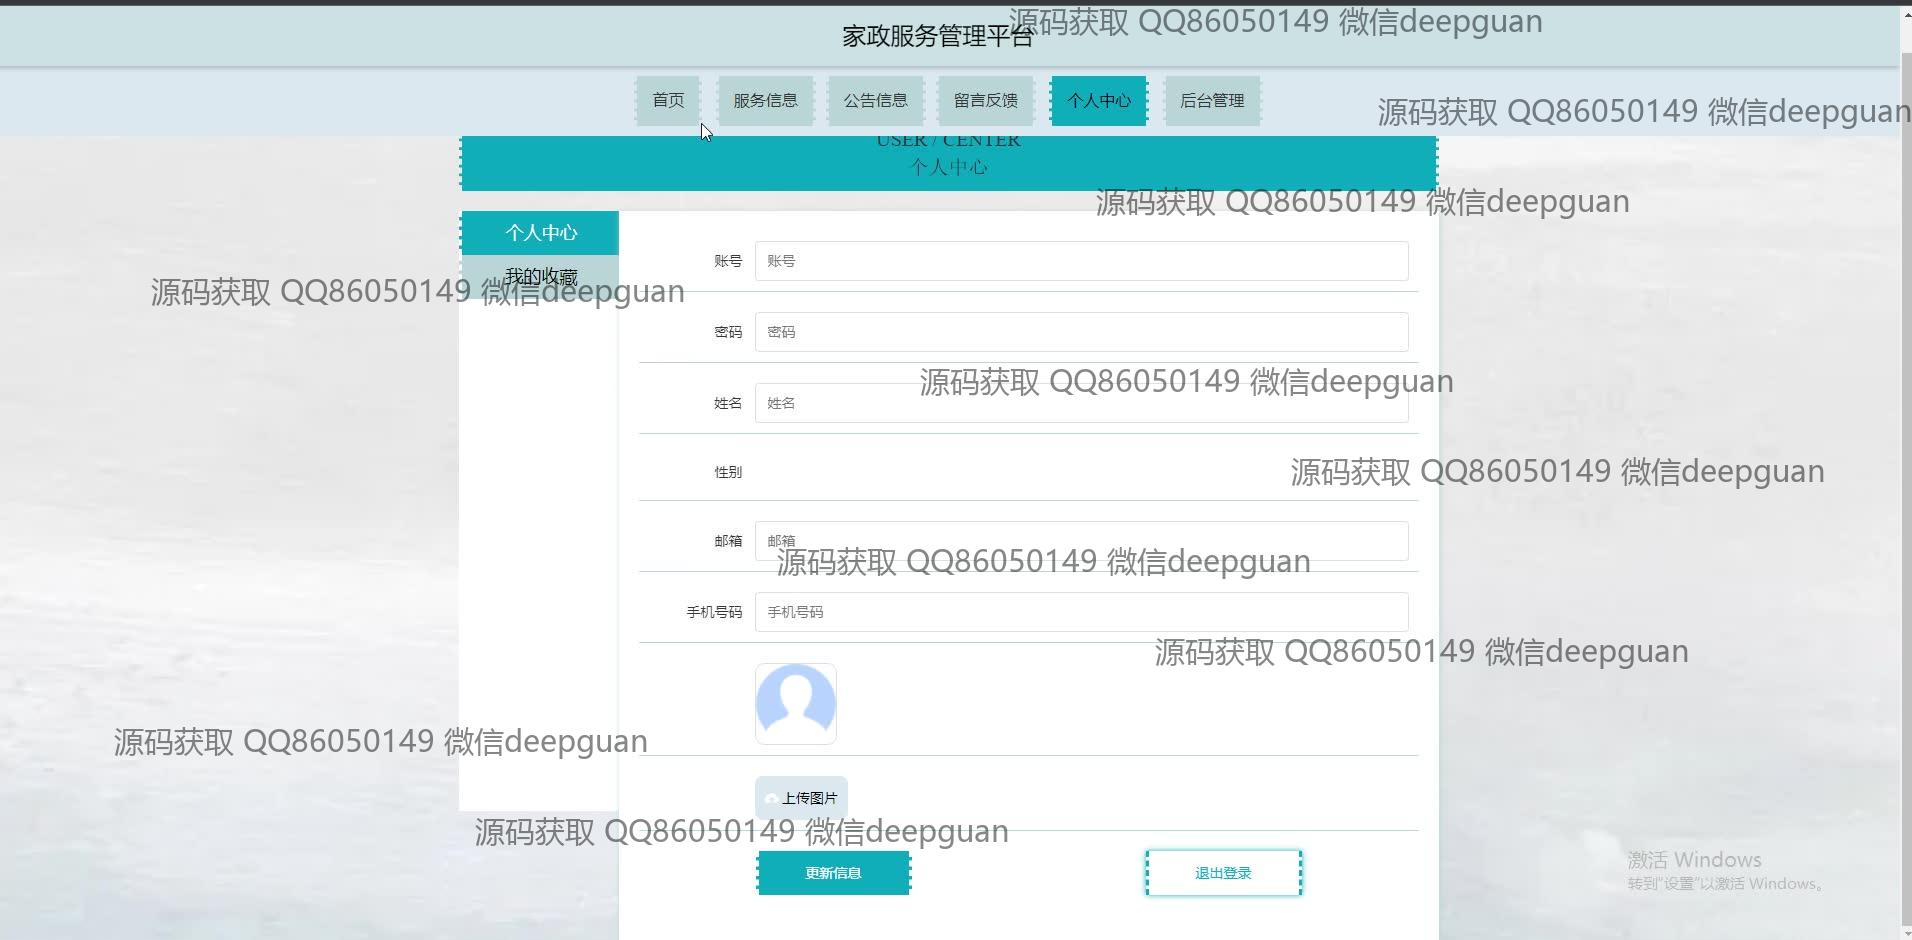 家政服务管理平台
源码获取 QQ86050149 微信deepguan
首页
服务信息
公告信息
留言反馈
个人中心
后台管理
源码获取 QQ86050149 微信deepguan
USER / CENTER
个人中心
源码获取 QQ86050149 微信deepguan
个人中心
我的收藏
源码获取 QQ86050149 微信deepguan
账号
账号
密码
密码
源码获取 QQ86050149 微信deepguan
姓名
姓名
性别
源码获取 QQ86050149 微信deepguan
邮箱
邮箱
源码获取 QQ86050149 微信deepguan
手机号码
手机号码
源码获取 QQ86050149 微信deepguan
源码获取 QQ86050149 微信deepguan
上传图片
源码获取 QQ86050149 微信deepguan
更新信息
退出登录
激活 Windows
转到“设置”以激活 Windows。